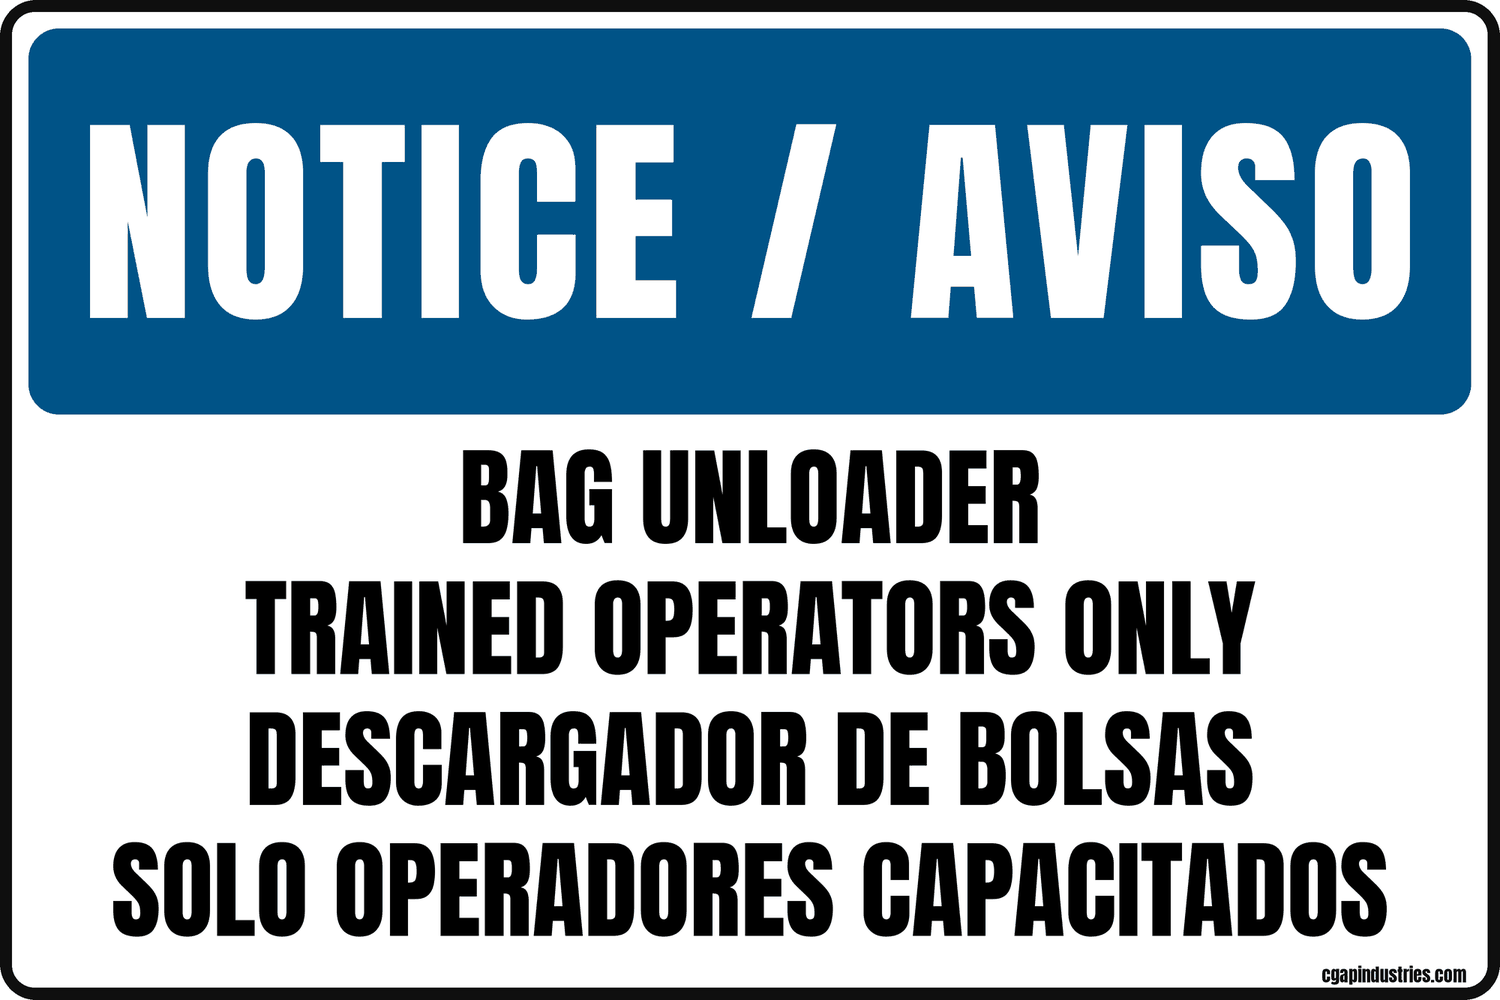 NOTICE / AVISO
BAG UNLOADER
TRAINED OPERATORS ONLY
DESCARGADOR DE BOLSAS
SOLO OPERADORES CAPACITADOS
cgapindustries.com